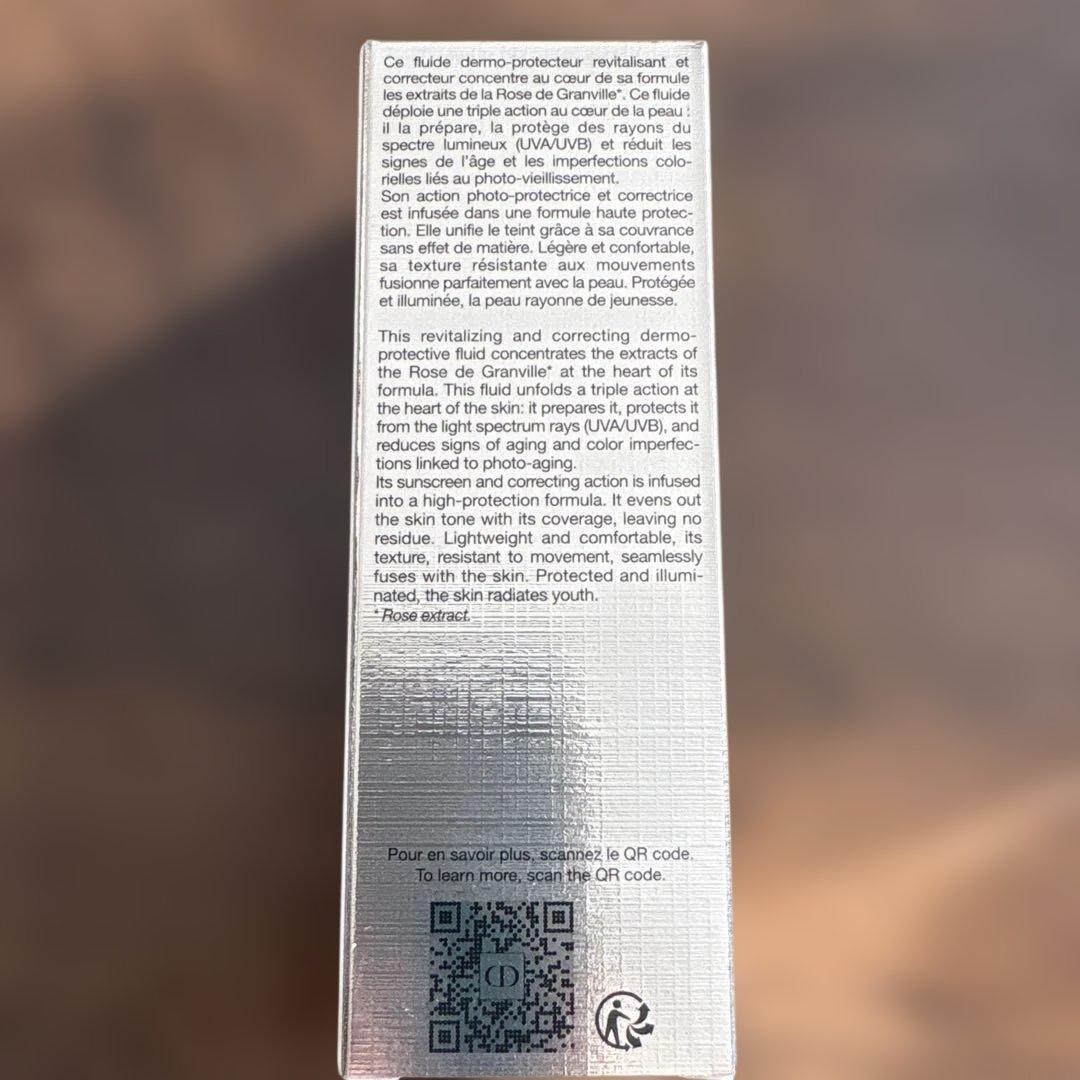 Ce fluide dermo-protecteur revitalisant et
correcteur concentre au cœur de sa formule
les extraits de la Rose de Granville*. Ce fluide
déploie une triple action au cœur de la peau :
il la prépare, la protège des rayons du
spectre lumineux (UVA/UVB) et réduit les
signes de l'âge et les imperfections colo-
rielles liés au photo-vieillissement.
Son action photo-protectrice et correctrice
est infusée dans une formule haute protec-
tion. Elle unifie le teint grâce à sa couvrance
sans effet de matière. Légère et confortable,
sa texture résistante aux mouvements
fusionne parfaitement avec la peau. Protégée
et illuminée, la peau rayonne de jeunesse.
This revitalizing and correcting dermo-
protective fluid concentrates the extracts of
the Rose de Granville* at the heart of its
formula. This fluid unfolds a triple action at
the heart of the skin: it prepares it, protects it
from the light spectrum rays (UVA/UVB), and
reduces signs of aging and color imperfec-
tions linked to photo-aging.
Its sunscreen and correcting action is infused
into a high-protection formula. It evens out
the skin tone with its coverage, leaving no
residue. Lightweight and comfortable, its
texture, resistant to movement, seamlessly
fuses with the skin. Protected and illumi-
nated, the skin radiates youth.
* Rose extract.
Pour en savoir plus, scannez le QR code.
To learn more, scan the QR code.
CD